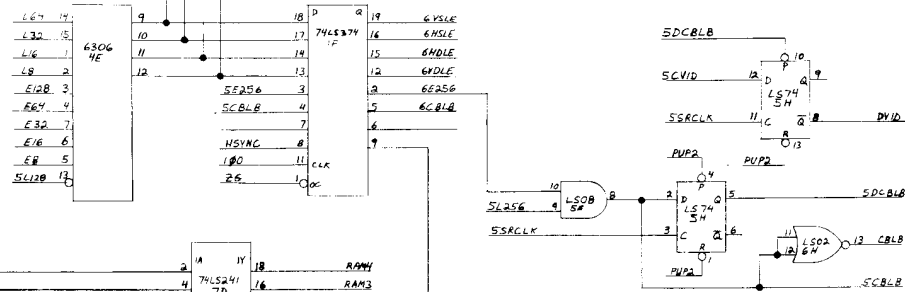 L64 14
L32 15
L16 1
L8 2
E128 3
E64 4
E32 7
E16 6
E8 5
5L128 13
6306
4E
9
10
11
12
5E256
5CBLB
HSYNC
1Ø0
18 D Q 19 6VSLE
17 74LS374 16 6HSLE
1F
14 15 6HDLE
13 12 6VDLE
3 2 6E256
4 5 6CBLB
7 6
8 9
11 CLK
1 OC
2 1A 1Y 18 RAM4
4 74LS241 16 RAM3
7D
5L256
10
9
LS08
8
5SRCLK
5DCBLB
10
P
5CVID 12 D Q 9
LS74
5H
5SRCLK 11 C Q 8 DVID
R
13
PUP2
PUP2
4
P
2 D Q 5 5DCBLB
LS74
5H
3 C Q 6
R
1
PUP2
11
12
LS02
6H
13 CBLB
5CBLB